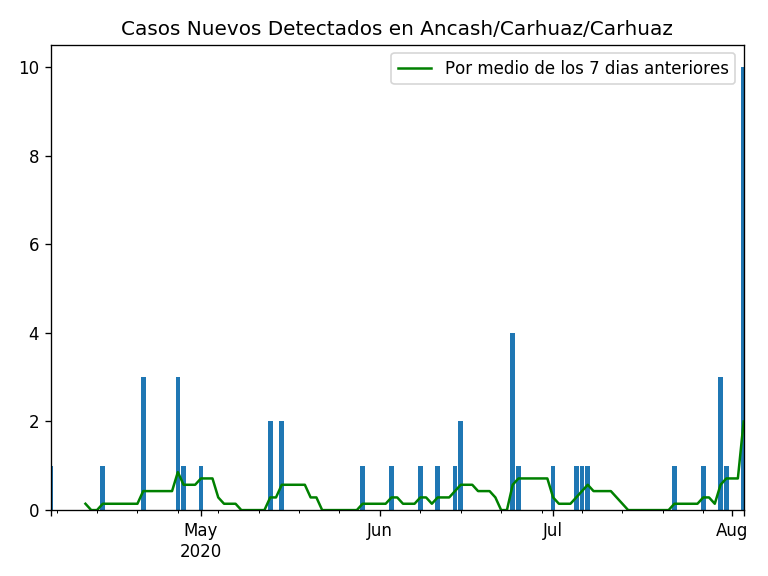 Casos Nuevos Detectados en Ancash/Carhuaz/Carhuaz
Por medio de los 7 dias anteriores
10
8
6
4
2
0
May Jun Jul Aug
2020